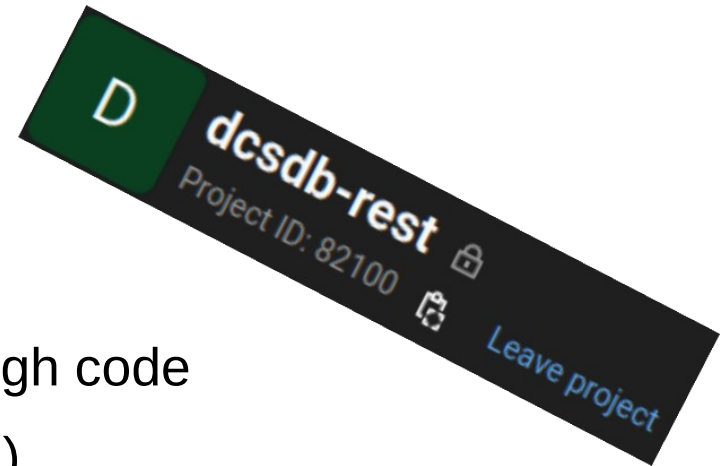 D
dcsdb-rest
Project ID: 82100
Leave project
gh code
)